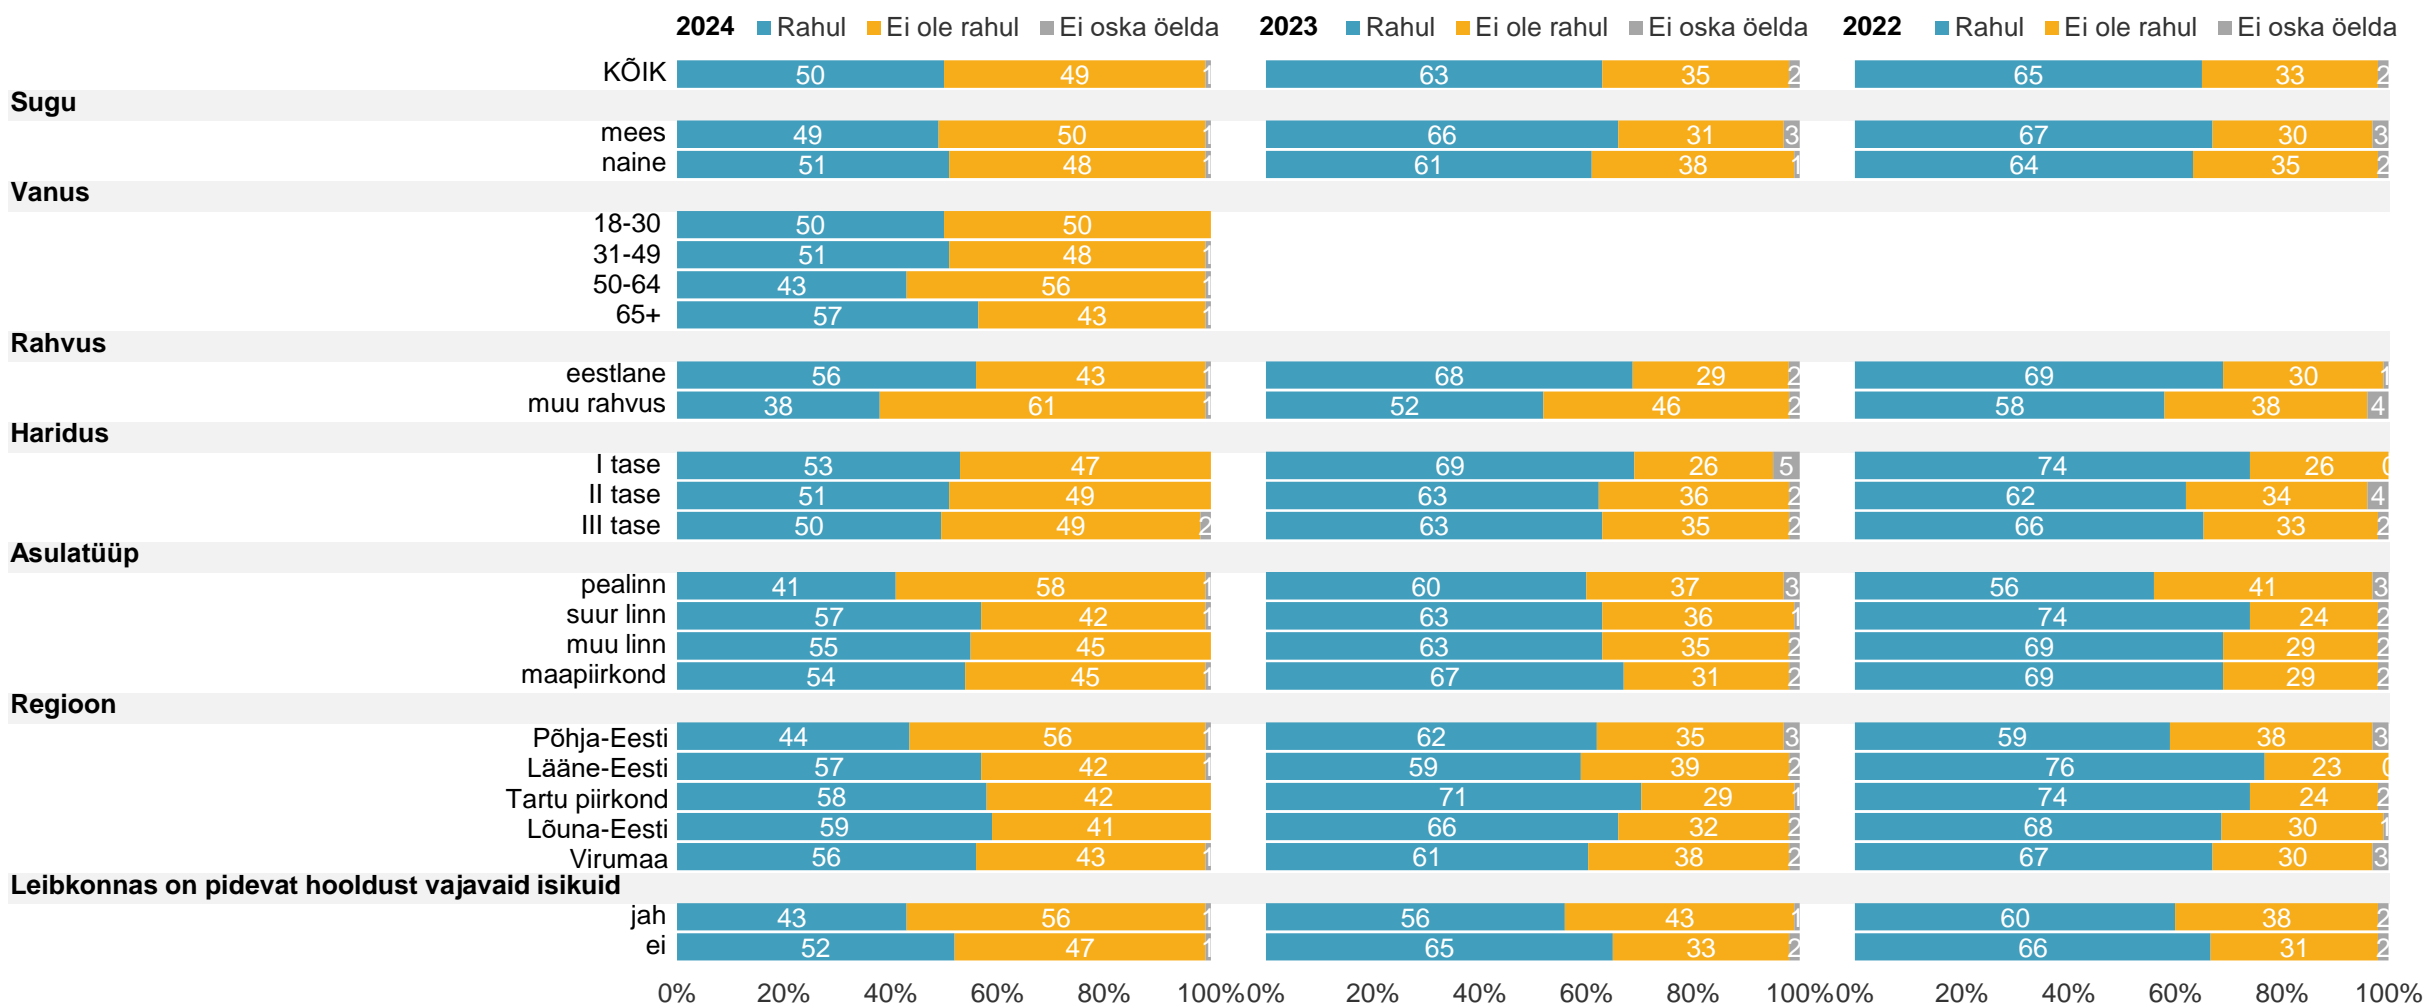 2024 Rahul Ei ole rahul Ei oska öelda 2023 Rahul Ei ole rahul Ei oska öelda 2022 Rahul Ei ole rahul Ei oska öelda
KÕIK 50 49 1 63 35 2 65 33 2
Sugu
mees 49 50 1 66 31 3 67 30 3
naine 51 48 1 61 38 1 64 35 2
Vanus
18-30 50 50
31-49 51 48 1
50-64 43 56 1
65+ 57 43 1
Rahvus
eestlane 56 43 1 68 29 2 69 30 1
muu rahvus 38 61 1 52 46 2 58 38 4
Haridus
I tase 53 47 69 26 5 74 26 0
II tase 51 49 63 36 2 62 34 4
III tase 50 49 2 63 35 2 66 33 2
Asulatüüp
pealinn 41 58 1 60 37 3 56 41 3
suur linn 57 42 1 63 36 1 74 24 2
muu linn 55 45 63 35 2 69 29 2
maapiirkond 54 45 1 67 31 2 69 29 2
Regioon
Põhja-Eesti 44 56 1 62 35 3 59 38 3
Lääne-Eesti 57 42 1 59 39 2 76 23 0
Tartu piirkond 58 42 71 29 1 74 24 2
Lõuna-Eesti 59 41 66 32 2 68 30 1
Virumaa 56 43 1 61 38 2 67 30 3
Leibkonnas on pidevat hooldust vajavaid isikuid
jah 43 56 1 56 43 1 60 38 2
ei 52 47 1 65 33 2 66 31 2
0% 20% 40% 60% 80% 100% 0% 20% 40% 60% 80% 100% 0% 20% 40% 60% 80% 100%